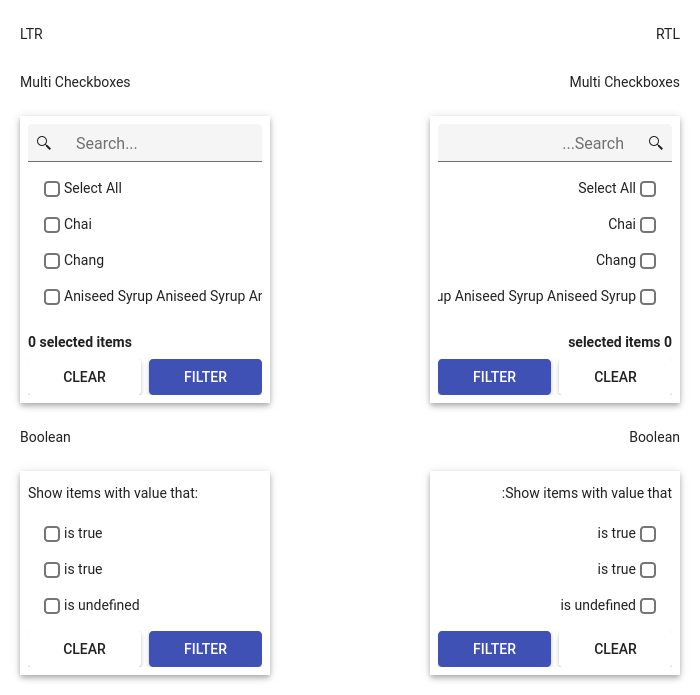 LTR
Multi Checkboxes
Search...
Select All
Chai
Chang
Aniseed Syrup Aniseed Syrup Ar
0 selected items
CLEAR FILTER
Boolean
Show items with value that:
is true
is true
is undefined
CLEAR FILTER
RTL
Multi Checkboxes
...Search
Select All
Chai
Chang
up Aniseed Syrup Aniseed Syrup
selected items 0
FILTER CLEAR
Boolean
:Show items with value that
is true
is true
is undefined
FILTER CLEAR